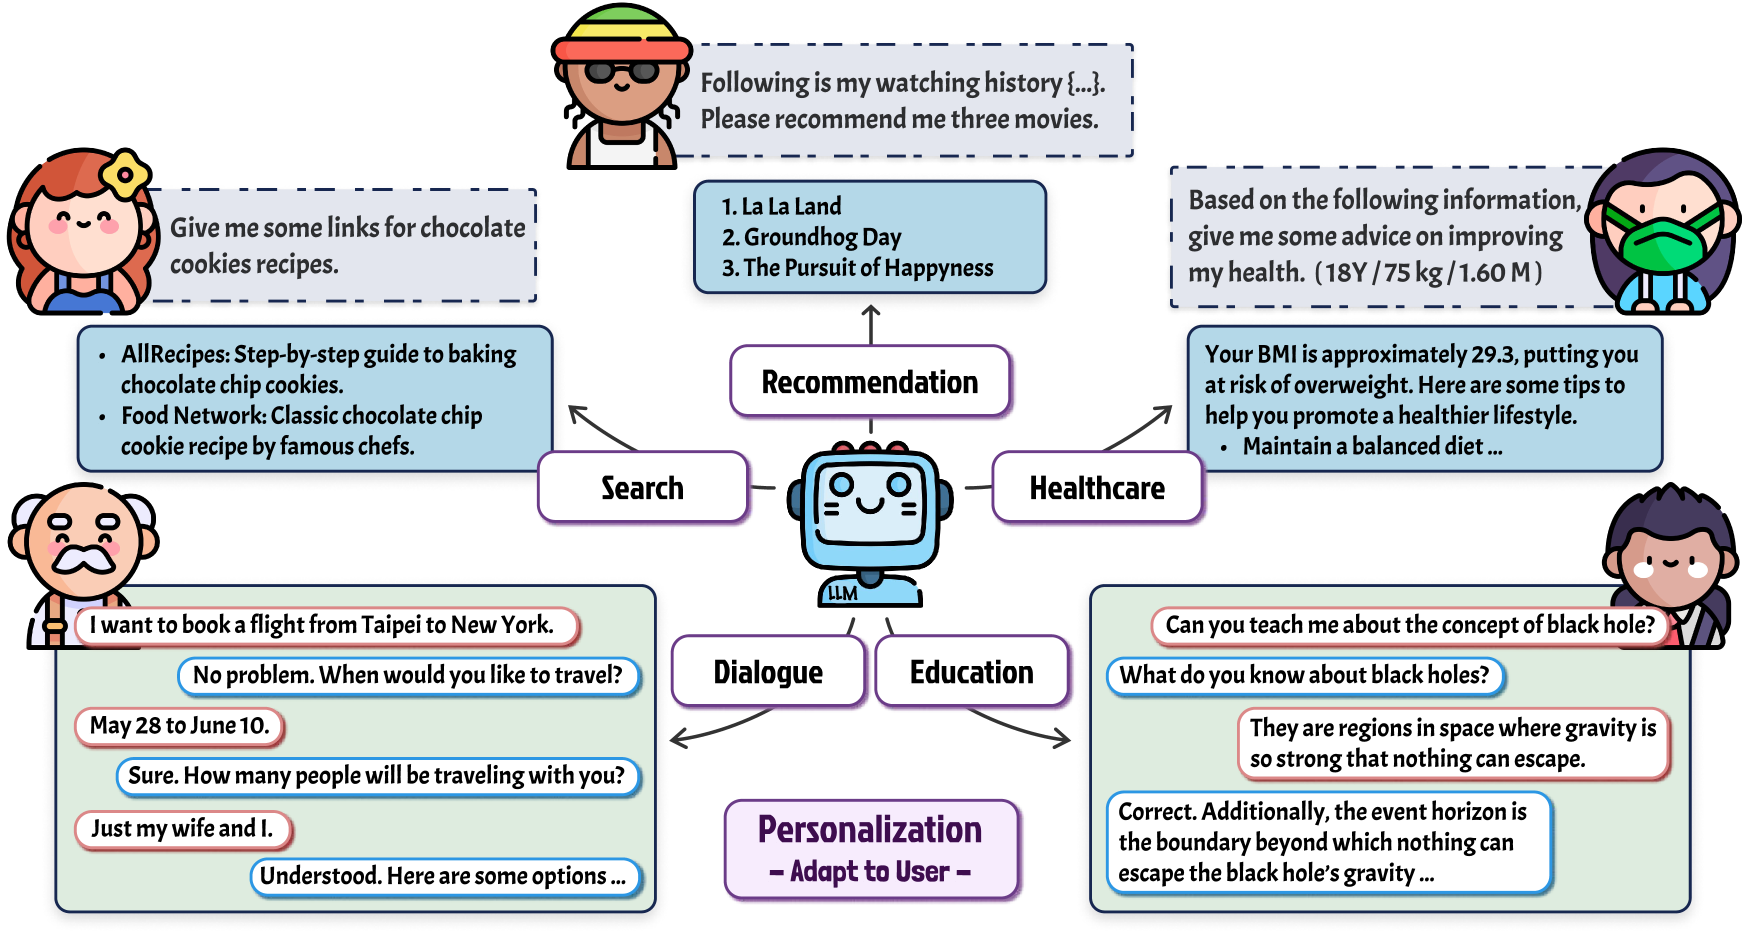 Following is my watching history {...}.
Please recommend me three movies.
1. La La Land
2. Groundhog Day
3. The Pursuit of Happyness
Recommendation
Give me some links for chocolate
cookies recipes.
• AllRecipes: Step-by-step guide to baking
chocolate chip cookies.
• Food Network: Classic chocolate chip
cookie recipe by famous chefs.
Search
Based on the following information,
give me some advice on improving
my health. ( 18Y / 75 kg / 1.60 M )
Your BMI is approximately 29.3, putting you
at risk of overweight. Here are some tips to
help you promote a healthier lifestyle.
• Maintain a balanced diet ...
Healthcare
LLM
I want to book a flight from Taipei to New York.
No problem. When would you like to travel?
May 28 to June 10.
Sure. How many people will be traveling with you?
Just my wife and I.
Understood. Here are some options ...
Dialogue
Education
Can you teach me about the concept of black hole?
What do you know about black holes?
They are regions in space where gravity is
so strong that nothing can escape.
Correct. Additionally, the event horizon is
the boundary beyond which nothing can
escape the black hole's gravity ...
Personalization
– Adapt to User –